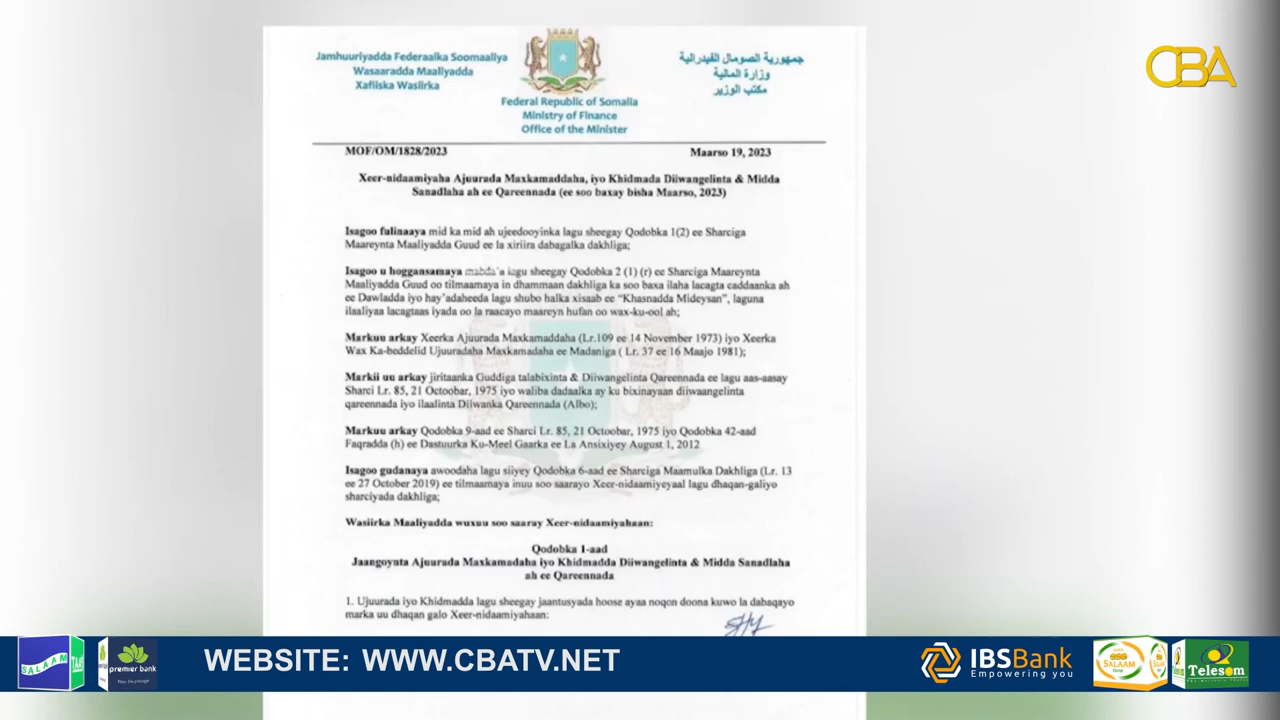 CBA
Jamhuuriyadda Federaalka Soomaaliya
Wasaaradda Maaliyadda
Xafiiska Wasiirka
جمهورية الصومال الفيدرالية
وزارة المالية
مكتب الوزير
Federal Republic of Somalia
Ministry of Finance
Office of the Minister
MOF/OM/1828/2023 Maarso 19, 2023
Xeer-nidaamiyaha Ajuurada Maxkamaddaha, iyo Khidmada Diiwangelinta & Midda
Sanadlaha ah ee Qareennada (ee soo baxay bisha Maarso, 2023)
Isagoo fulinaaya mid ka mid ah ujeedooyinka lagu sheegay Qodobka 1(2) ee Sharciga
Maareynta Maaliyadda Guud ee la xiriira dabagalka dakhliga;
Isagoo u hoggansamaya mabda'a lagu sheegay Qodobka 2 (1) (r) ee Sharciga Maareynta
Maaliyadda Guud oo tilmaamaya in dhammaan dakhliga ka soo baxa ilaha lacagta caddaanka ah
ee Dawladda iyo hay'adaheeda lagu shubo halka xisaab ee "Khasnadda Mideysan", laguna
ilaaliyaa lacagtaas iyada oo la raacayo maareyn hufan oo wax-ku-ool ah;
Markuu arkay Xeerka Ajuurada Maxkamaddaha (Lr.109 ee 14 November 1973) iyo Xeerka
Wax Ka-beddelid Ujuuradaha Maxkamadaha ee Madaniga ( Lr. 37 ee 16 Maajo 1981);
Markii uu arkay jiritaanka Guddiga talabixinta & Diiwangelinta Qareennada ee lagu aas-aasay
Sharci Lr. 85, 21 Octoobar, 1975 iyo waliba dadaalka ay ku bixinayaan diiwaangelinta
qareennada iyo ilaalinta Diiwanka Qareennada (Albo);
Markuu arkay Qodobka 9-aad ee Sharci Lr. 85, 21 Octoobar, 1975 iyo Qodobka 42-aad
Faqradda (h) ee Dastuurka Ku-Meel Gaarka ee La Ansixiyey August 1, 2012
Isagoo gudanaya awoodaha lagu siiyey Qodobka 6-aad ee Sharciga Maamulka Dakhliga (Lr. 13
ee 27 October 2019) ee tilmaamaya inuu soo saarayo Xeer-nidaamiyeyaal lagu dhaqan-galiyo
sharciyada dakhliga;
Wasiirka Maaliyadda wuxuu soo saaray Xeer-nidaamiyahaan:
Qodobka 1-aad
Jaangoynta Ajuurada Maxkamadaha iyo Khidmadda Diiwangelinta & Midda Sanadlaha
ah ee Qareennada
1. Ujuurada iyo Khidmadda lagu sheegay jaantusyada hoose ayaa noqon doona kuwo la dabaqayo
marka uu dhaqan galo Xeer-nidaamiyahaan:
SALAAM
premier bank
WEBSITE: WWW.CBATV.NET
IBSBank
Empowering you
SALAAM
Telesom